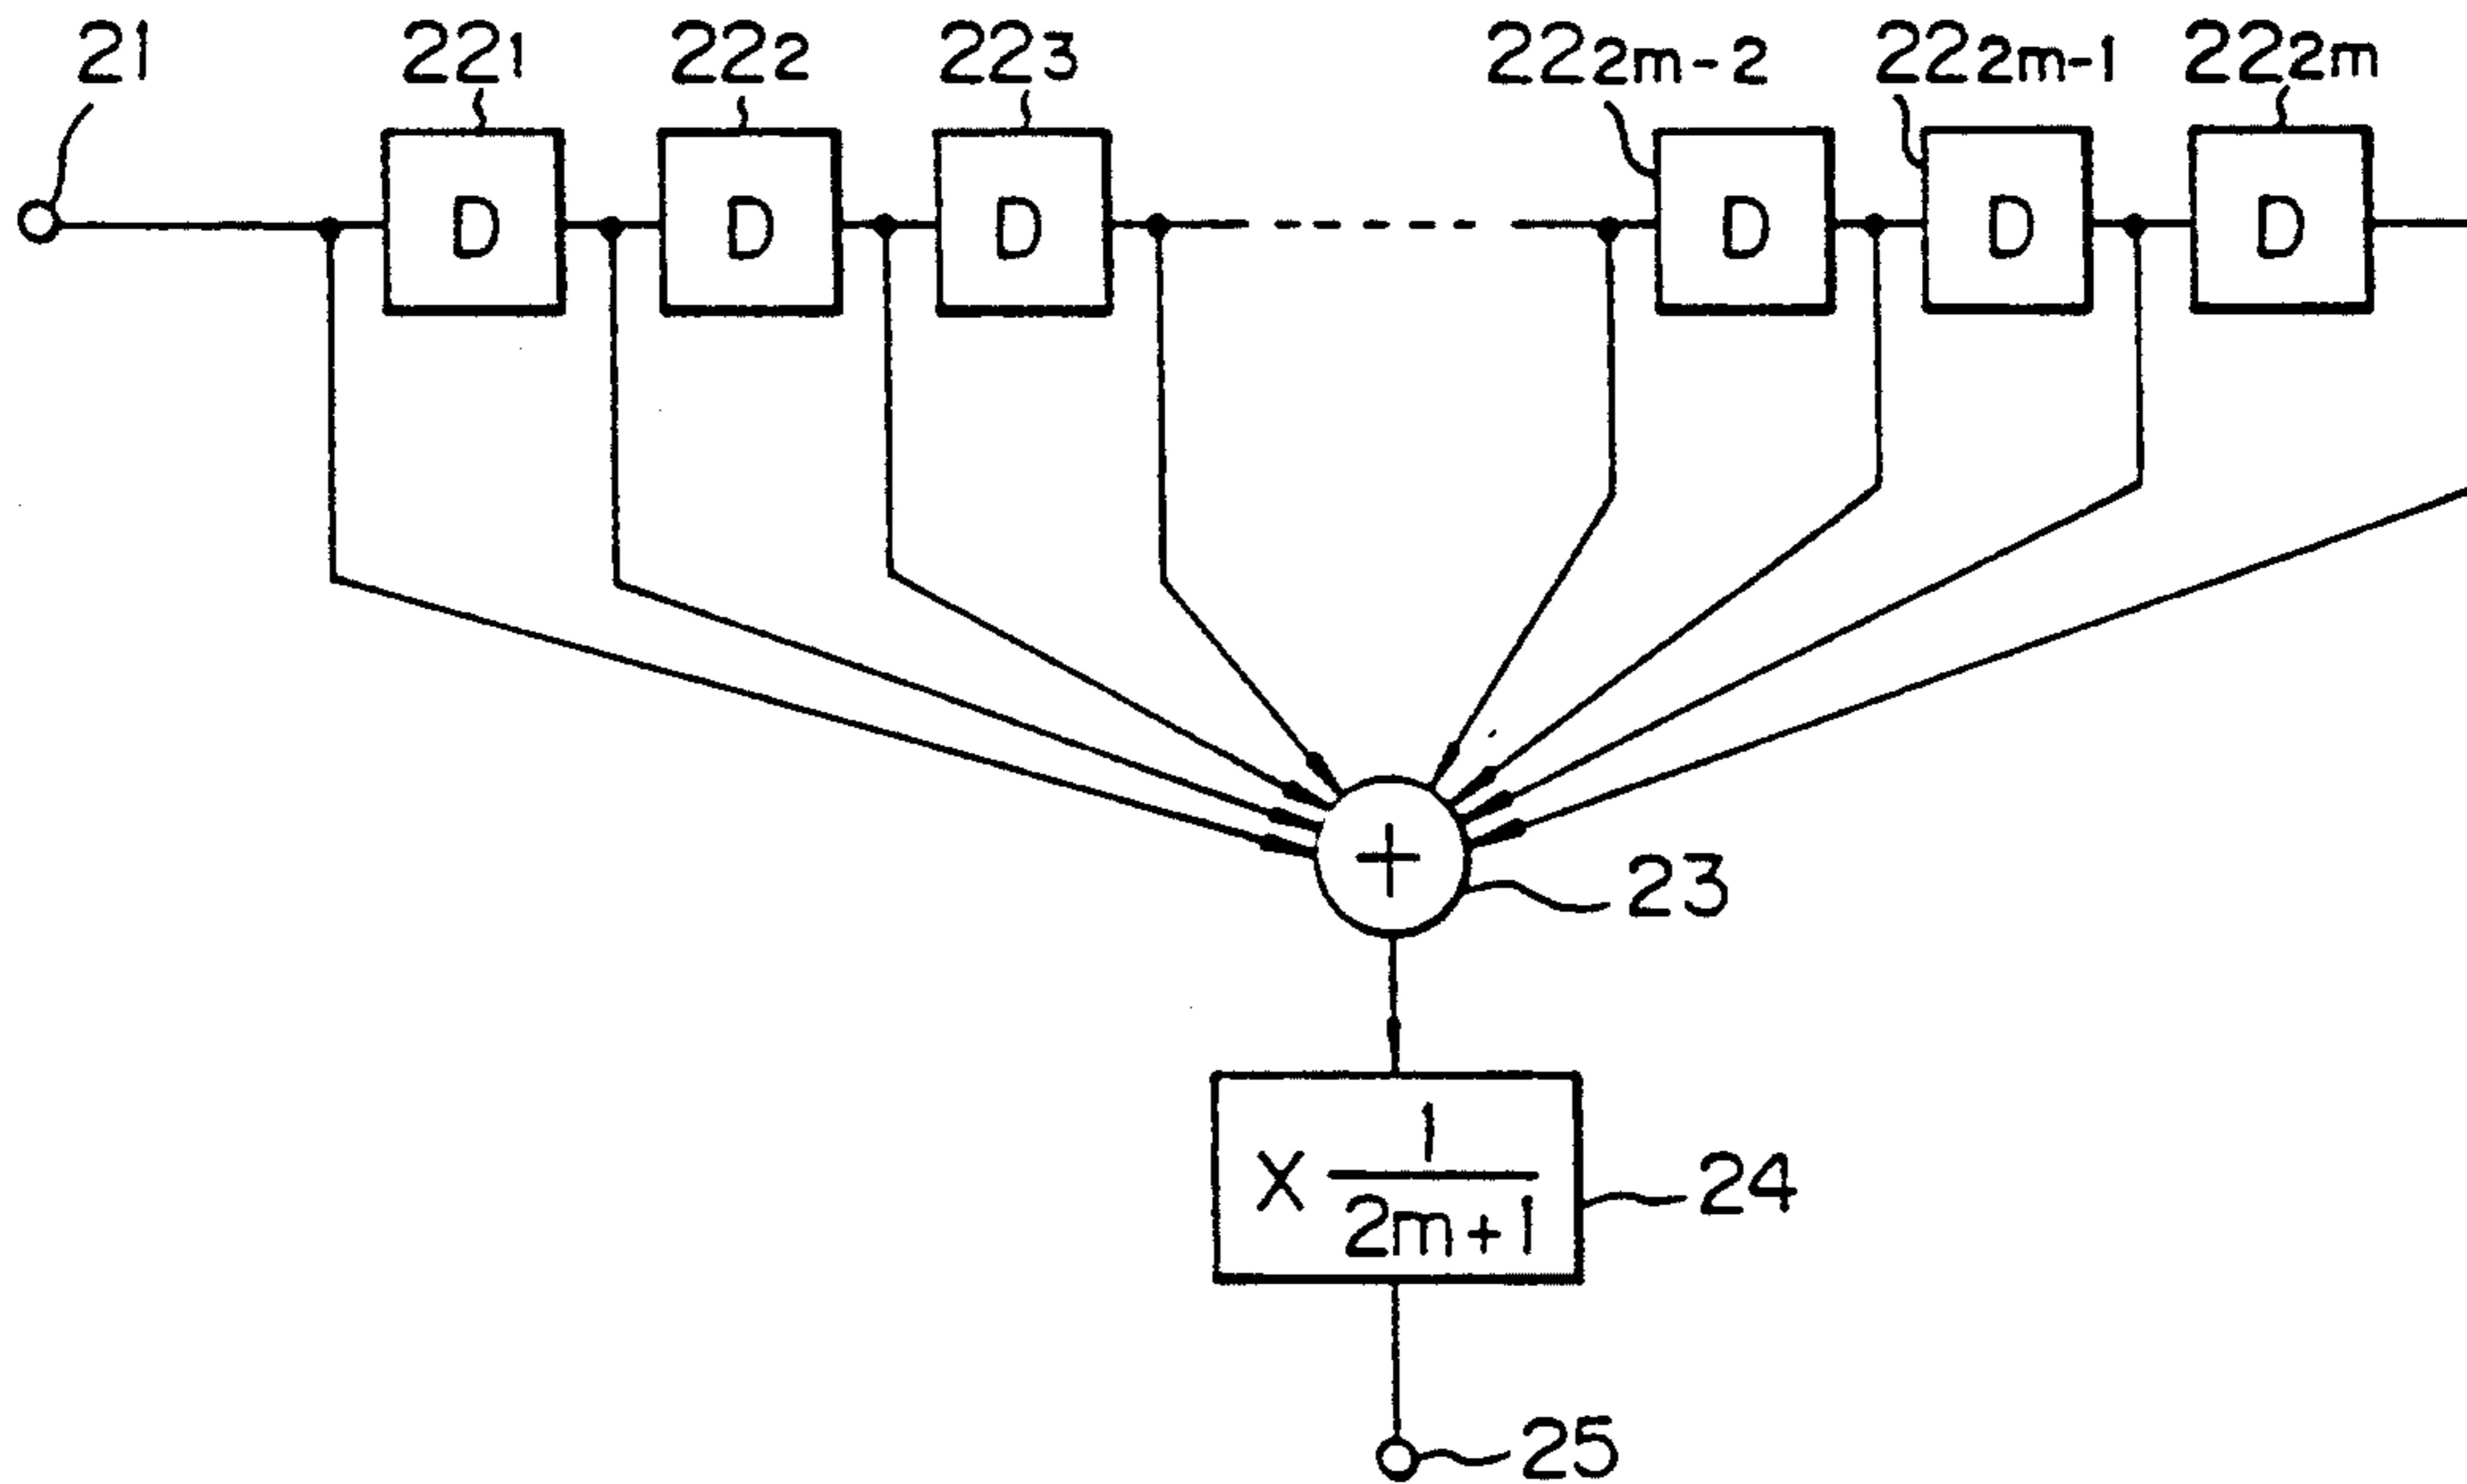 21 22₁ 22₂ 22₃ 22₂ₘ₋₂ 22₂ₘ₋₁ 22₂ₘ
D D D D D D
+
23
X 1/2m+1
24
25